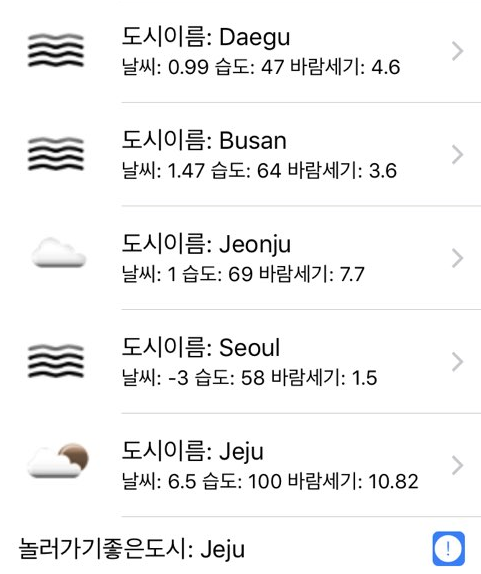 도시이름: Daegu
날씨: 0.99 습도: 47 바람세기: 4.6
도시이름: Busan
날씨: 1.47 습도: 64 바람세기: 3.6
도시이름: Jeonju
날씨: 1 습도: 69 바람세기: 7.7
도시이름: Seoul
날씨: -3 습도: 58 바람세기: 1.5
도시이름: Jeju
날씨: 6.5 습도: 100 바람세기: 10.82
놀러가기좋은도시: Jeju